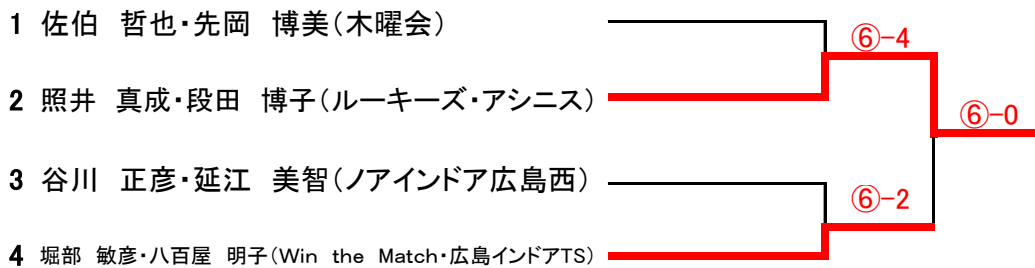 1 佐伯 哲也・先岡 博美(木曜会)
⑥-4
2 照井 真成・段田 博子(ルーキーズ・アシニス)
⑥-0
3 谷川 正彦・延江 美智(ノアインドア広島西)
⑥-2
4 堀部 敏彦・八百屋 明子(Win the Match・広島インドアTS)